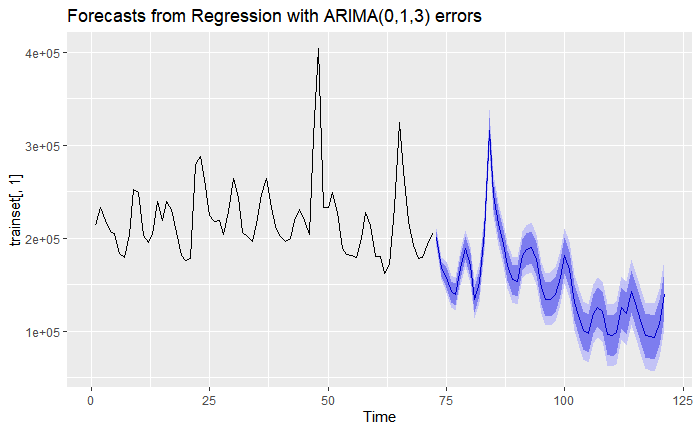 Forecasts from Regression with ARIMA(0,1,3) errors
4e+05
3e+05
2e+05
1e+05
trainset[, 1]
0
25
50
75
100
125
Time